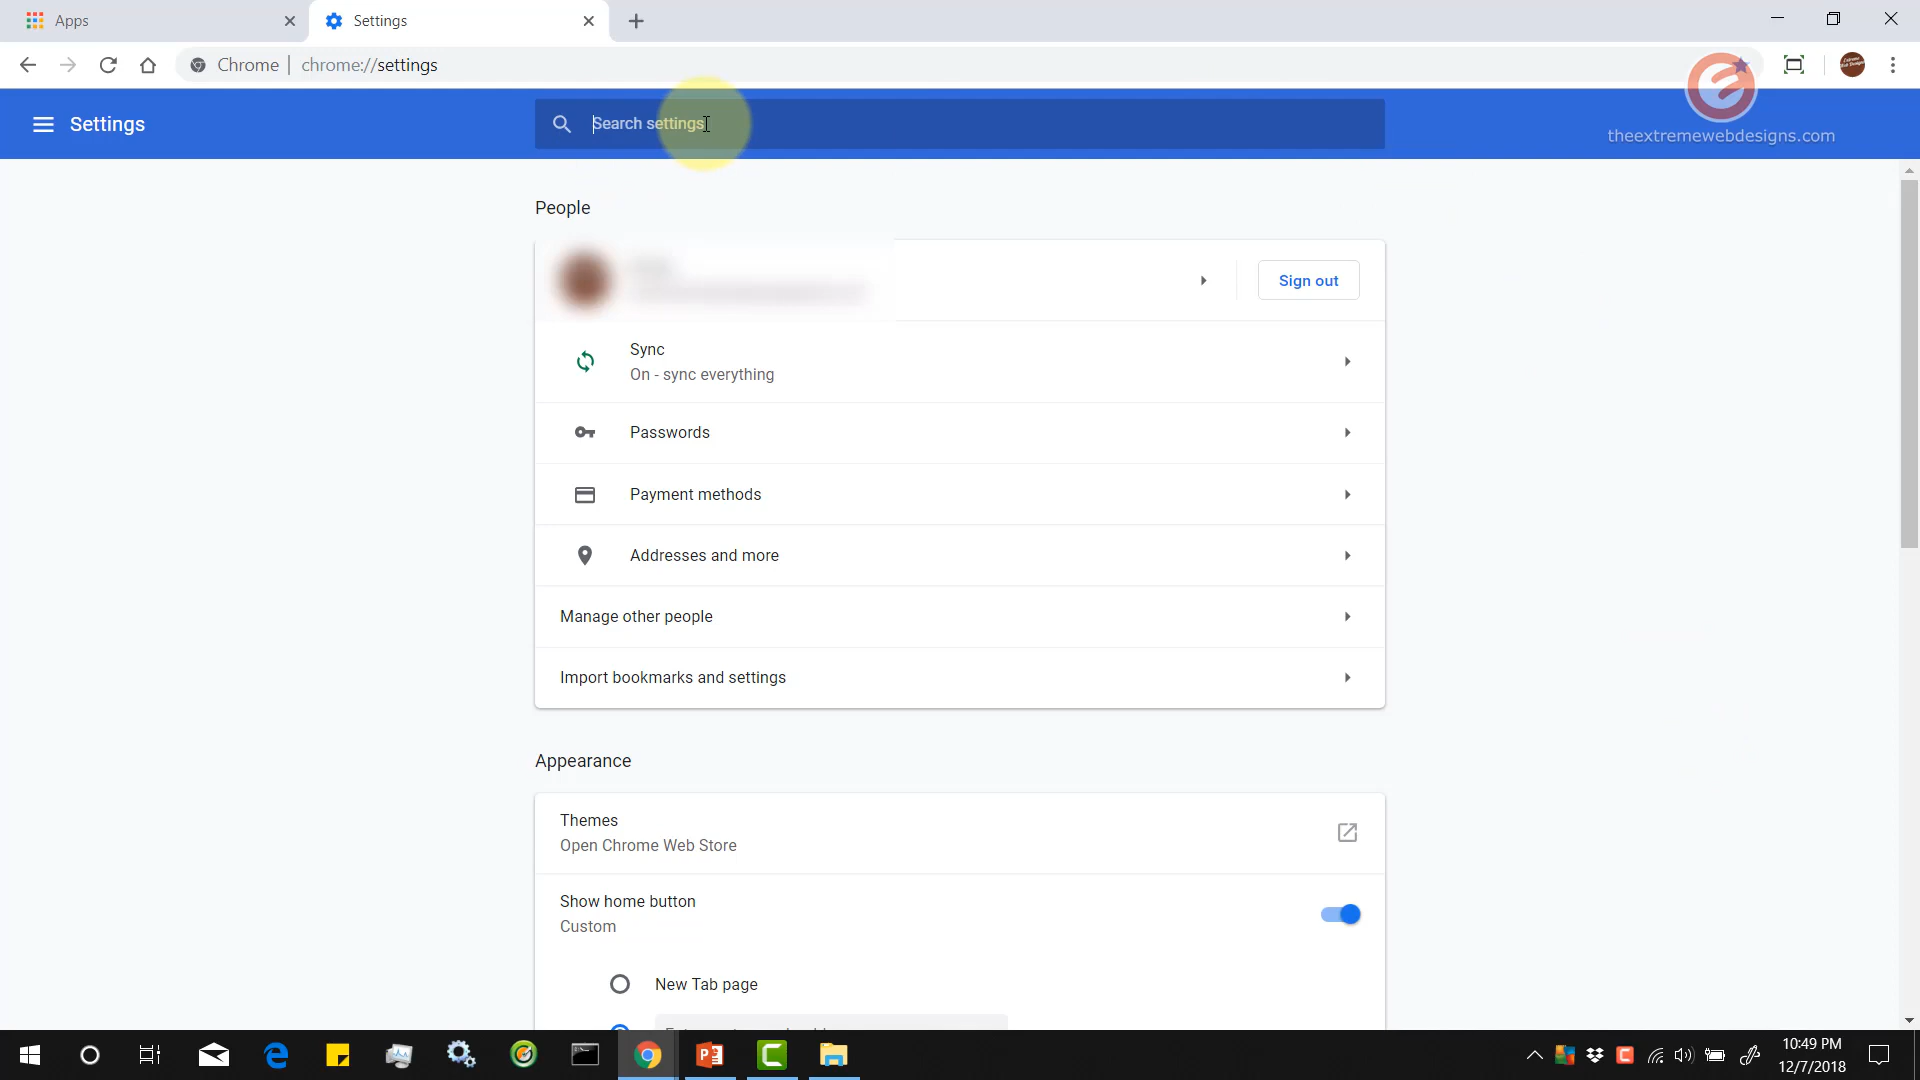 Apps
Settings
Chrome
chrome://settings
Settings
Search settings
theextremewebdesigns.com
People
Sign out
Sync
On - sync everything
Passwords
Payment methods
Addresses and more
Manage other people
Import bookmarks and settings
Appearance
Themes
Open Chrome Web Store
Show home button
Custom
New Tab page
10:49 PM
12/7/2018